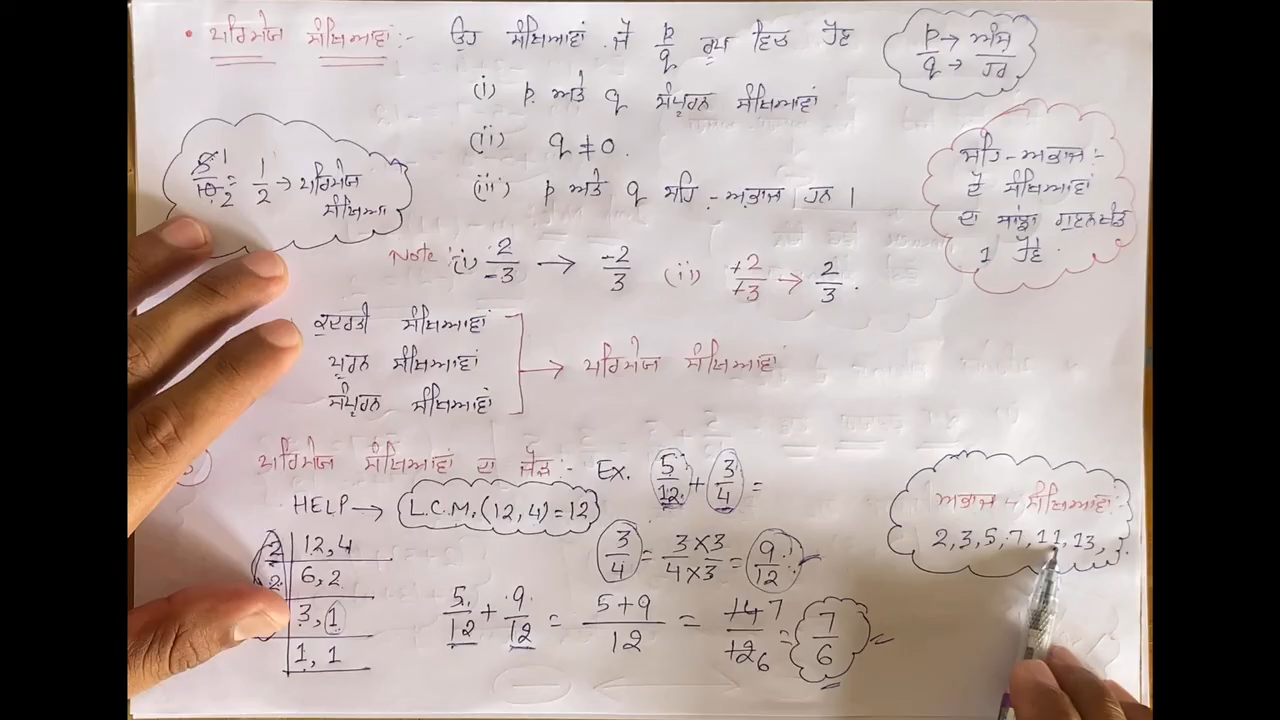 • ਪਰਿਮੇਯ ਸੰਖਿਆਵਾਂ:- ਉਹ ਸੰਖਿਆਵਾਂ ਜੋ p/q ਰੂਪ ਵਿਚ ਹੋਣ
p → ਅੰਸ਼
q → ਹਰ
(i) p ਅਤੇ q ਸੰਪੂਰਨ ਸੰਖਿਆਵਾਂ
(ii) q ≠ 0.
(iii) p ਅਤੇ q ਸਹਿ-ਅਭਾਜ ਹਨ।
5/10 = 1/2 → ਪਰਿਮੇਯ
ਸੰਖਿਆ
ਸਹਿ-ਅਭਾਜ:-
ਦੋ ਸੰਖਿਆਵਾਂ
ਦਾ ਸਾਂਝਾ ਗੁਣਨਖੰਡ
1 ਹੋਵੇ.
Note: (i) 2/-3 → -2/3 (ii) +2/+3 → 2/3.
ਕੁਦਰਤੀ ਸੰਖਿਆਵਾਂ
ਪੂਰਨ ਸੰਖਿਆਵਾਂ → ਪਰਿਮੇਯ ਸੰਖਿਆਵਾਂ
ਸੰਪੂਰਨ ਸੰਖਿਆਵਾਂ
ਪਰਿਮੇਯ ਸੰਖਿਆਵਾਂ ਦਾ ਜੋੜ:- Ex. 5/12 + 3/4 =
HELP → L.C.M.(12,4)=12
2 | 12,4
2 | 6,2
3,1
1,1
3/4 = 3×3/4×3 = 9/12
5/12 + 9/12 = 5+9/12 = 14/12 = 7/6
ਅਭਾਜ ਸੰਖਿਆਵਾਂ:-
2,3,5,7,11,13,